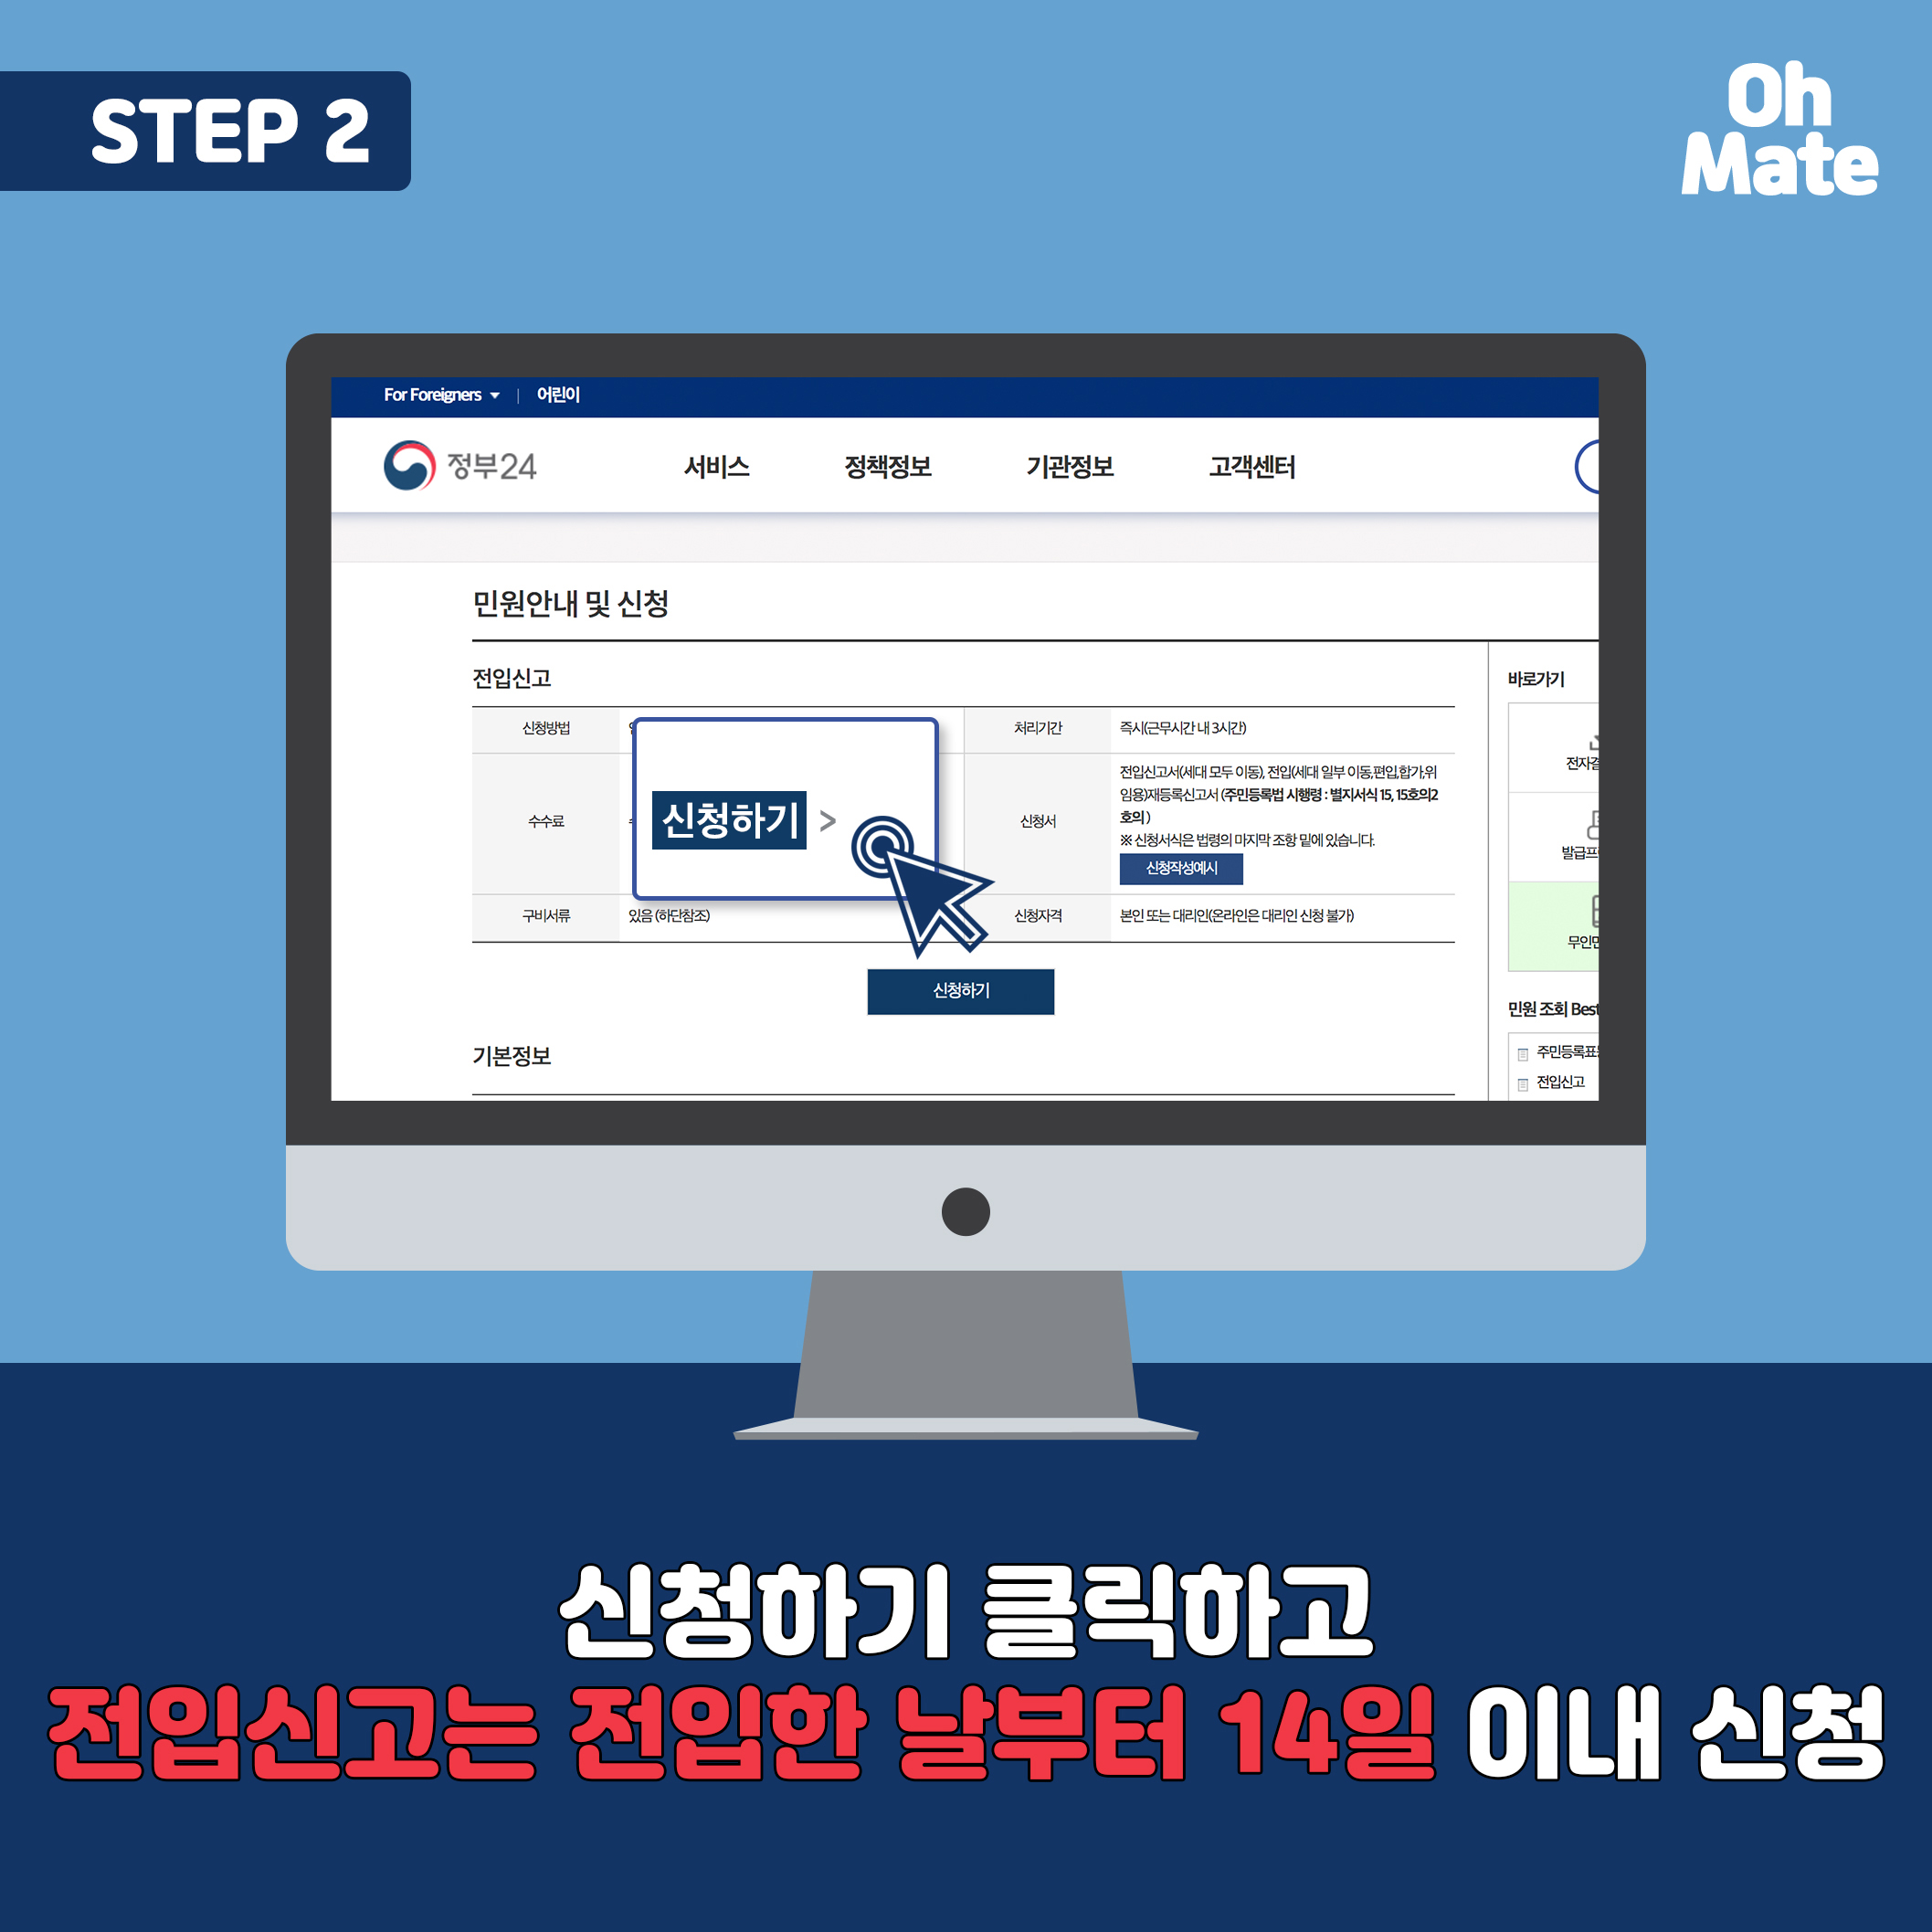 STEP 2
Oh
Mate
For Foreigners
어린이
정부24
서비스
정책정보
기관정보
고객센터
민원안내 및 신청
전입신고
바로가기
신청방법
처리기간
즉시(근무시간 내 3시간)
수수료
신청하기 >
신청서
전입신고서(세대 모두 이동), 전입(세대 일부 이동,편입,합가,위
임용)재등록신고서 (주민등록법 시행령 : 별지서식 15, 15호의2
호의 )
※ 신청서식은 법령의 마지막 조항 밑에 있습니다.
신청작성예시
구비서류
있음 (하단참조)
신청자격
본인 또는 대리인(온라인은 대리인 신청 불가)
신청하기
민원 조회 Best
주민등록표
전입신고
기본정보
신청하기 클릭하고
전입신고는 전입한 날부터 14일 이내 신청